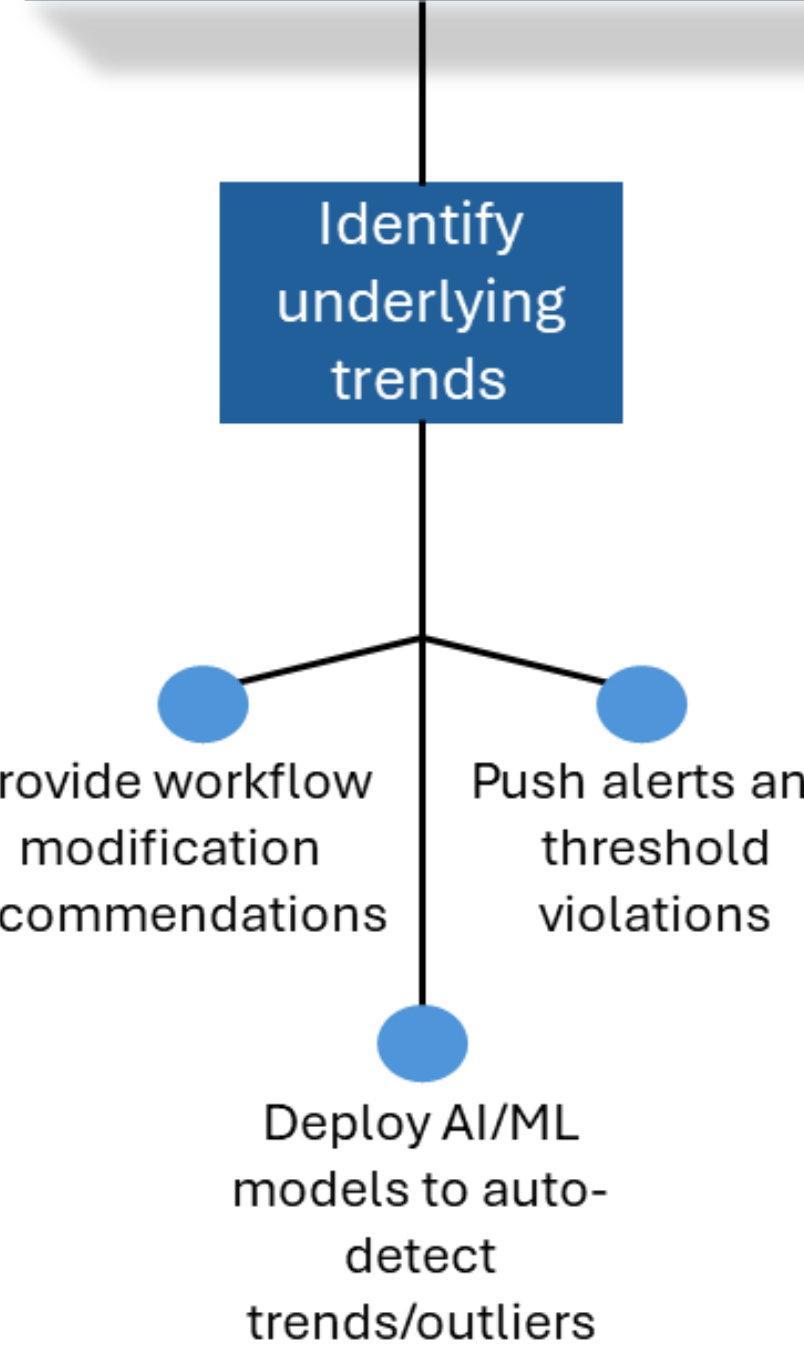 Identify
underlying
trends
rovide workflow
modification
commendations
Push alerts an
threshold
violations
Deploy AI/ML
models to auto-
detect
trends/outliers